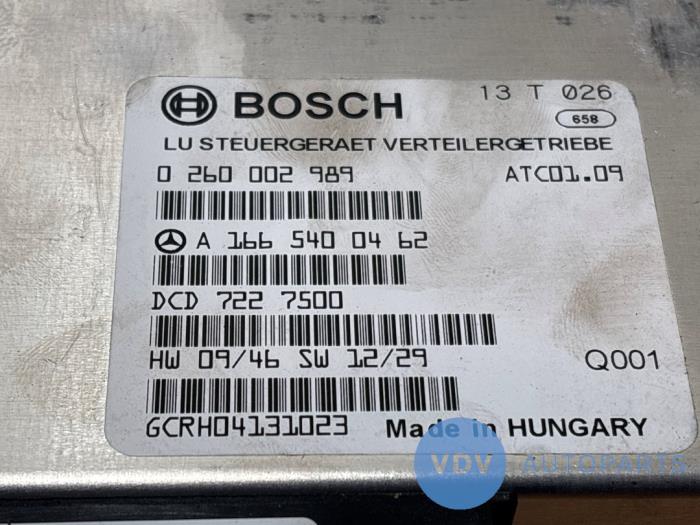 BOSCH
13 T 026
658
LU STEUERGERAET VERTEILERGETRIEBE
0 260 002 989
ATC01.09
A 166 540 04 62
DCD 722 7500
HW 09/46 SW 12/29
Q001
GCRH04131023
Made in HUNGARY
VDV AUTOPARTS